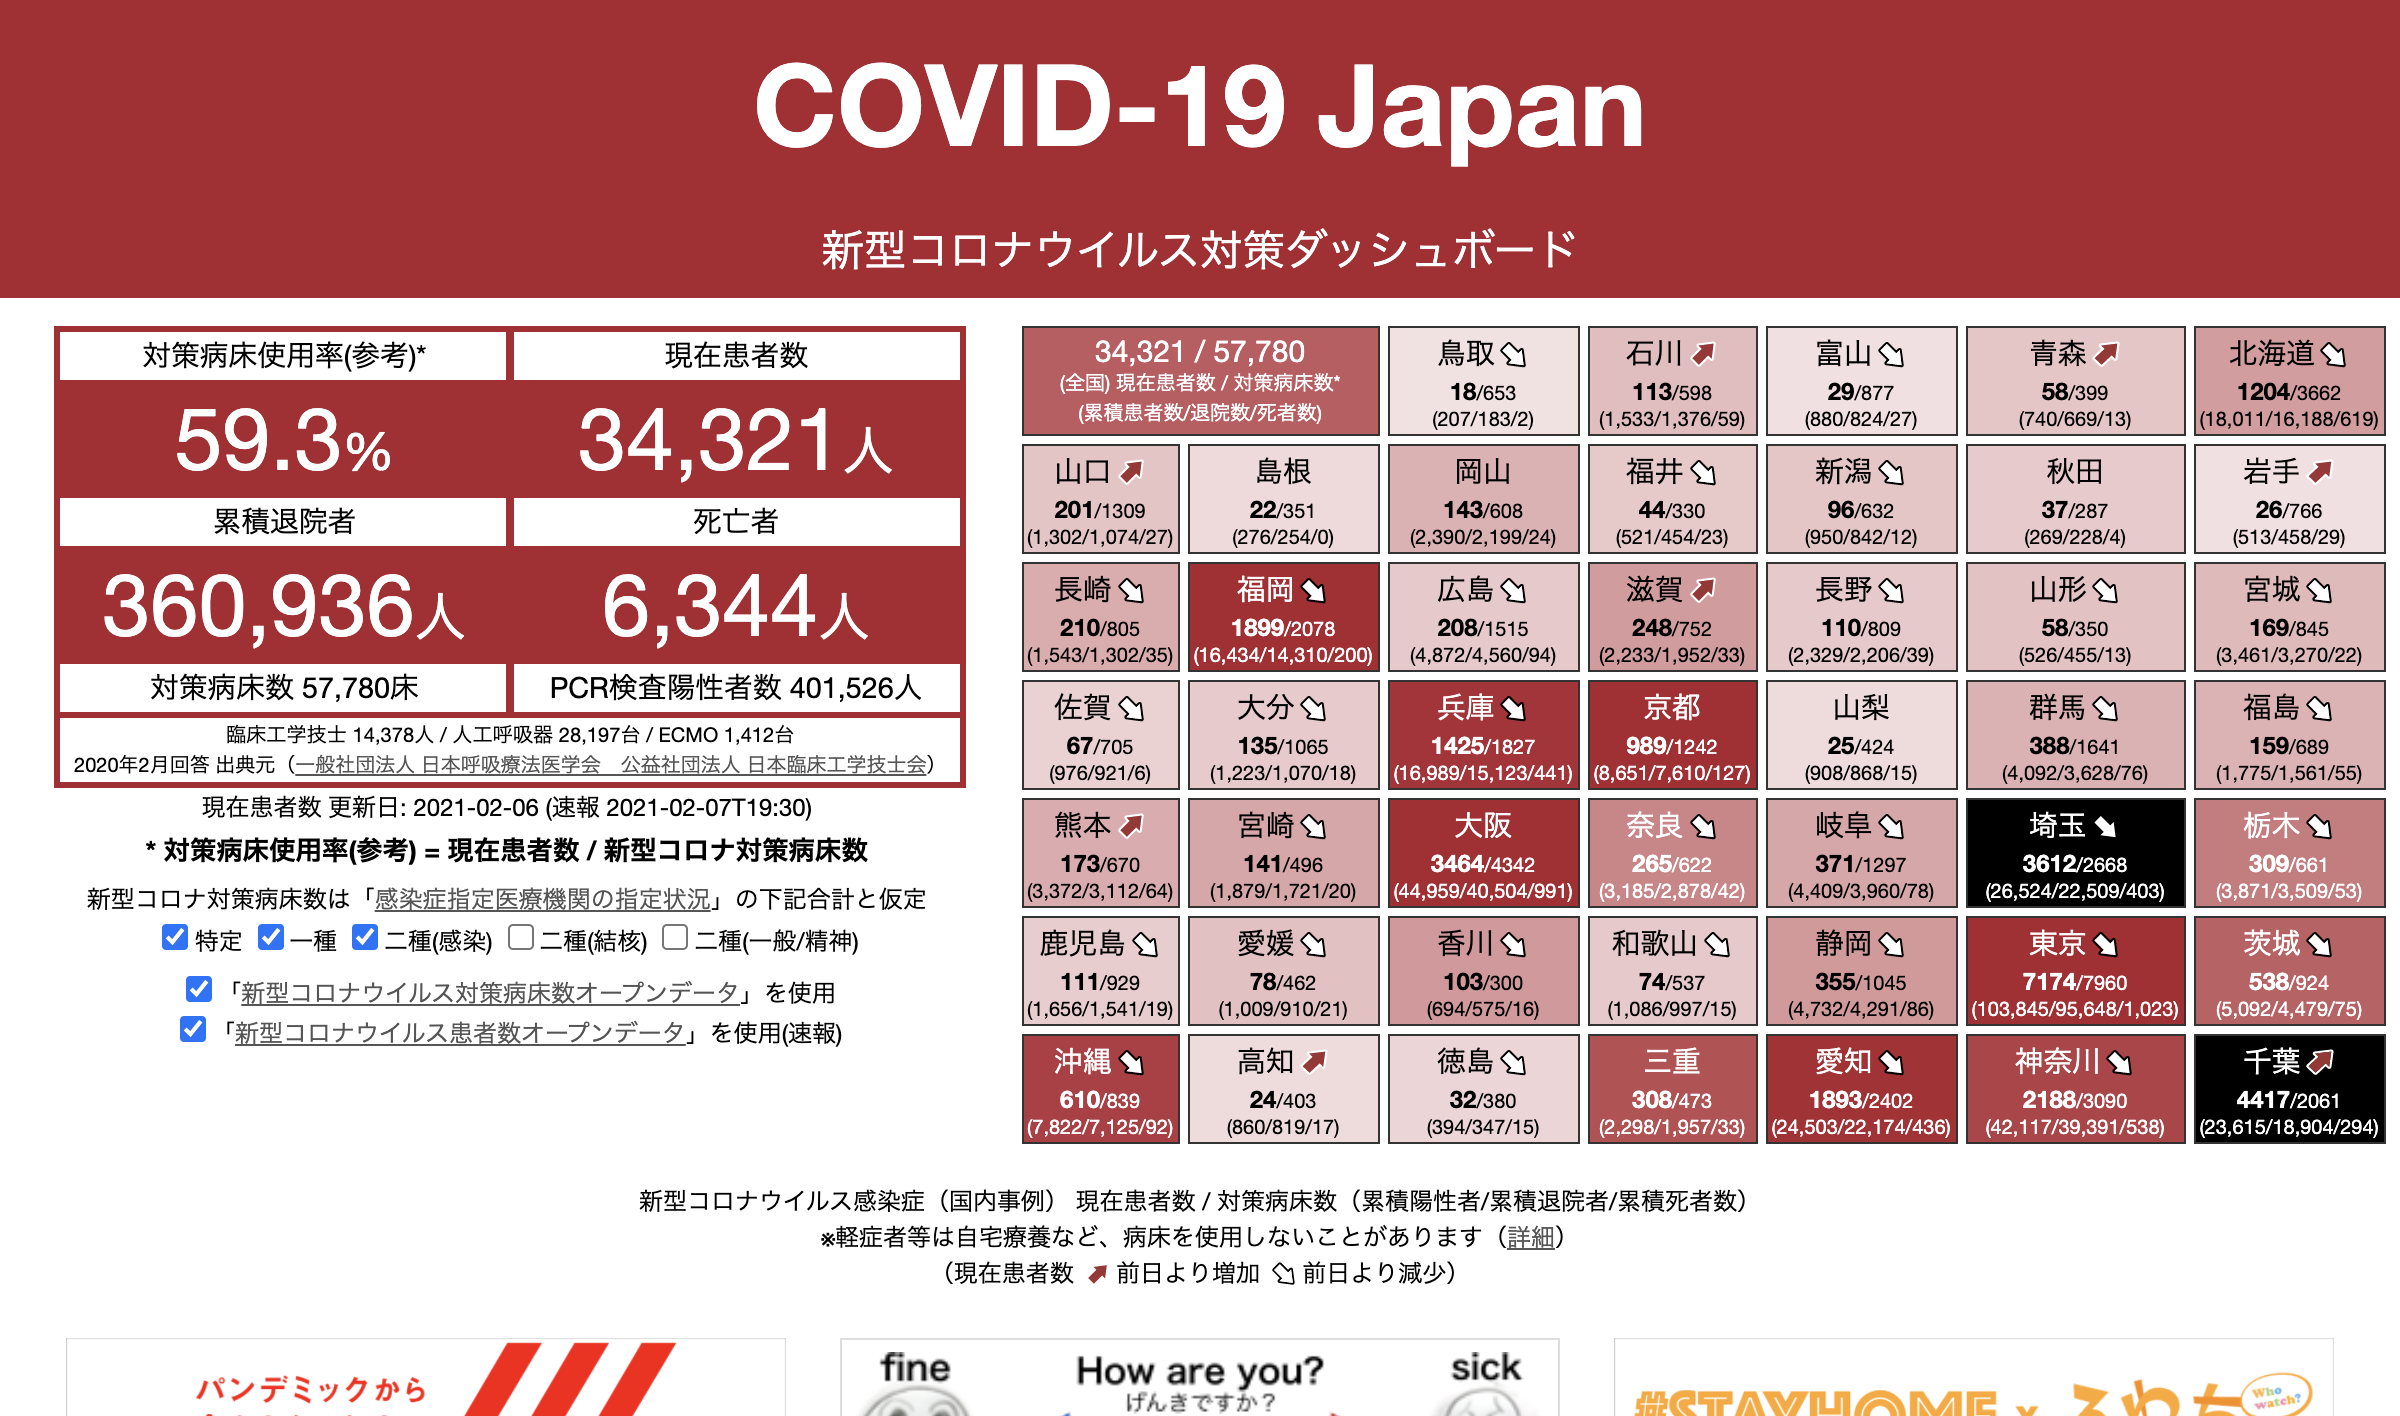 COVID-19 Japan
新型コロナウイルス対策ダッシュボード
対策病床使用率(参考)*
現在患者数
59.3%
34,321人
累積退院者
死亡者
360,936人
6,344人
対策病床数 57,780床
PCR検査陽性者数 401,526人
臨床工学技士 14,378人 / 人工呼吸器 28,197台 / ECMO 1,412台
2020年2月回答 出典元（一般社団法人 日本呼吸療法医学会　公益社団法人 日本臨床工学技士会）
現在患者数 更新日: 2021-02-06 (速報 2021-02-07T19:30)
* 対策病床使用率(参考) = 現在患者数 / 新型コロナ対策病床数
新型コロナ対策病床数は「感染症指定医療機関の指定状況」の下記合計と仮定
特定 一種 二種(感染) 二種(結核) 二種(一般/精神)
「新型コロナウイルス対策病床数オープンデータ」を使用
「新型コロナウイルス患者数オープンデータ」を使用(速報)
34,321 / 57,780
(全国) 現在患者数 / 対策病床数*
(累積患者数/退院数/死者数)
鳥取
18/653
(207/183/2)
石川
113/598
(1,533/1,376/59)
富山
29/877
(880/824/27)
青森
58/399
(740/669/13)
北海道
1204/3662
(18,011/16,188/619)
山口
201/1309
(1,302/1,074/27)
島根
22/351
(276/254/0)
岡山
143/608
(2,390/2,199/24)
福井
44/330
(521/454/23)
新潟
96/632
(950/842/12)
秋田
37/287
(269/228/4)
岩手
26/766
(513/458/29)
長崎
210/805
(1,543/1,302/35)
福岡
1899/2078
(16,434/14,310/200)
広島
208/1515
(4,872/4,560/94)
滋賀
248/752
(2,233/1,952/33)
長野
110/809
(2,329/2,206/39)
山形
58/350
(526/455/13)
宮城
169/845
(3,461/3,270/22)
佐賀
67/705
(976/921/6)
大分
135/1065
(1,223/1,070/18)
兵庫
1425/1827
(16,989/15,123/441)
京都
989/1242
(8,651/7,610/127)
山梨
25/424
(908/868/15)
群馬
388/1641
(4,092/3,628/76)
福島
159/689
(1,775/1,561/55)
熊本
173/670
(3,372/3,112/64)
宮崎
141/496
(1,879/1,721/20)
大阪
3464/4342
(44,959/40,504/991)
奈良
265/622
(3,185/2,878/42)
岐阜
371/1297
(4,409/3,960/78)
埼玉
3612/2668
(26,524/22,509/403)
栃木
309/661
(3,871/3,509/53)
鹿児島
111/929
(1,656/1,541/19)
愛媛
78/462
(1,009/910/21)
香川
103/300
(694/575/16)
和歌山
74/537
(1,086/997/15)
静岡
355/1045
(4,732/4,291/86)
東京
7174/7960
(103,845/95,648/1,023)
茨城
538/924
(5,092/4,479/75)
沖縄
610/839
(7,822/7,125/92)
高知
24/403
(860/819/17)
徳島
32/380
(394/347/15)
三重
308/473
(2,298/1,957/33)
愛知
1893/2402
(24,503/22,174/436)
神奈川
2188/3090
(42,117/39,391/538)
千葉
4417/2061
(23,615/18,904/294)
新型コロナウイルス感染症（国内事例） 現在患者数 / 対策病床数（累積陽性者/累積退院者/累積死者数）
※軽症者等は自宅療養など、病床を使用しないことがあります（詳細）
（現在患者数 前日より増加 前日より減少）
パンデミックから
fine
How are you?
げんきですか？
sick
#STAYHOME x ふわっち
Who watch?